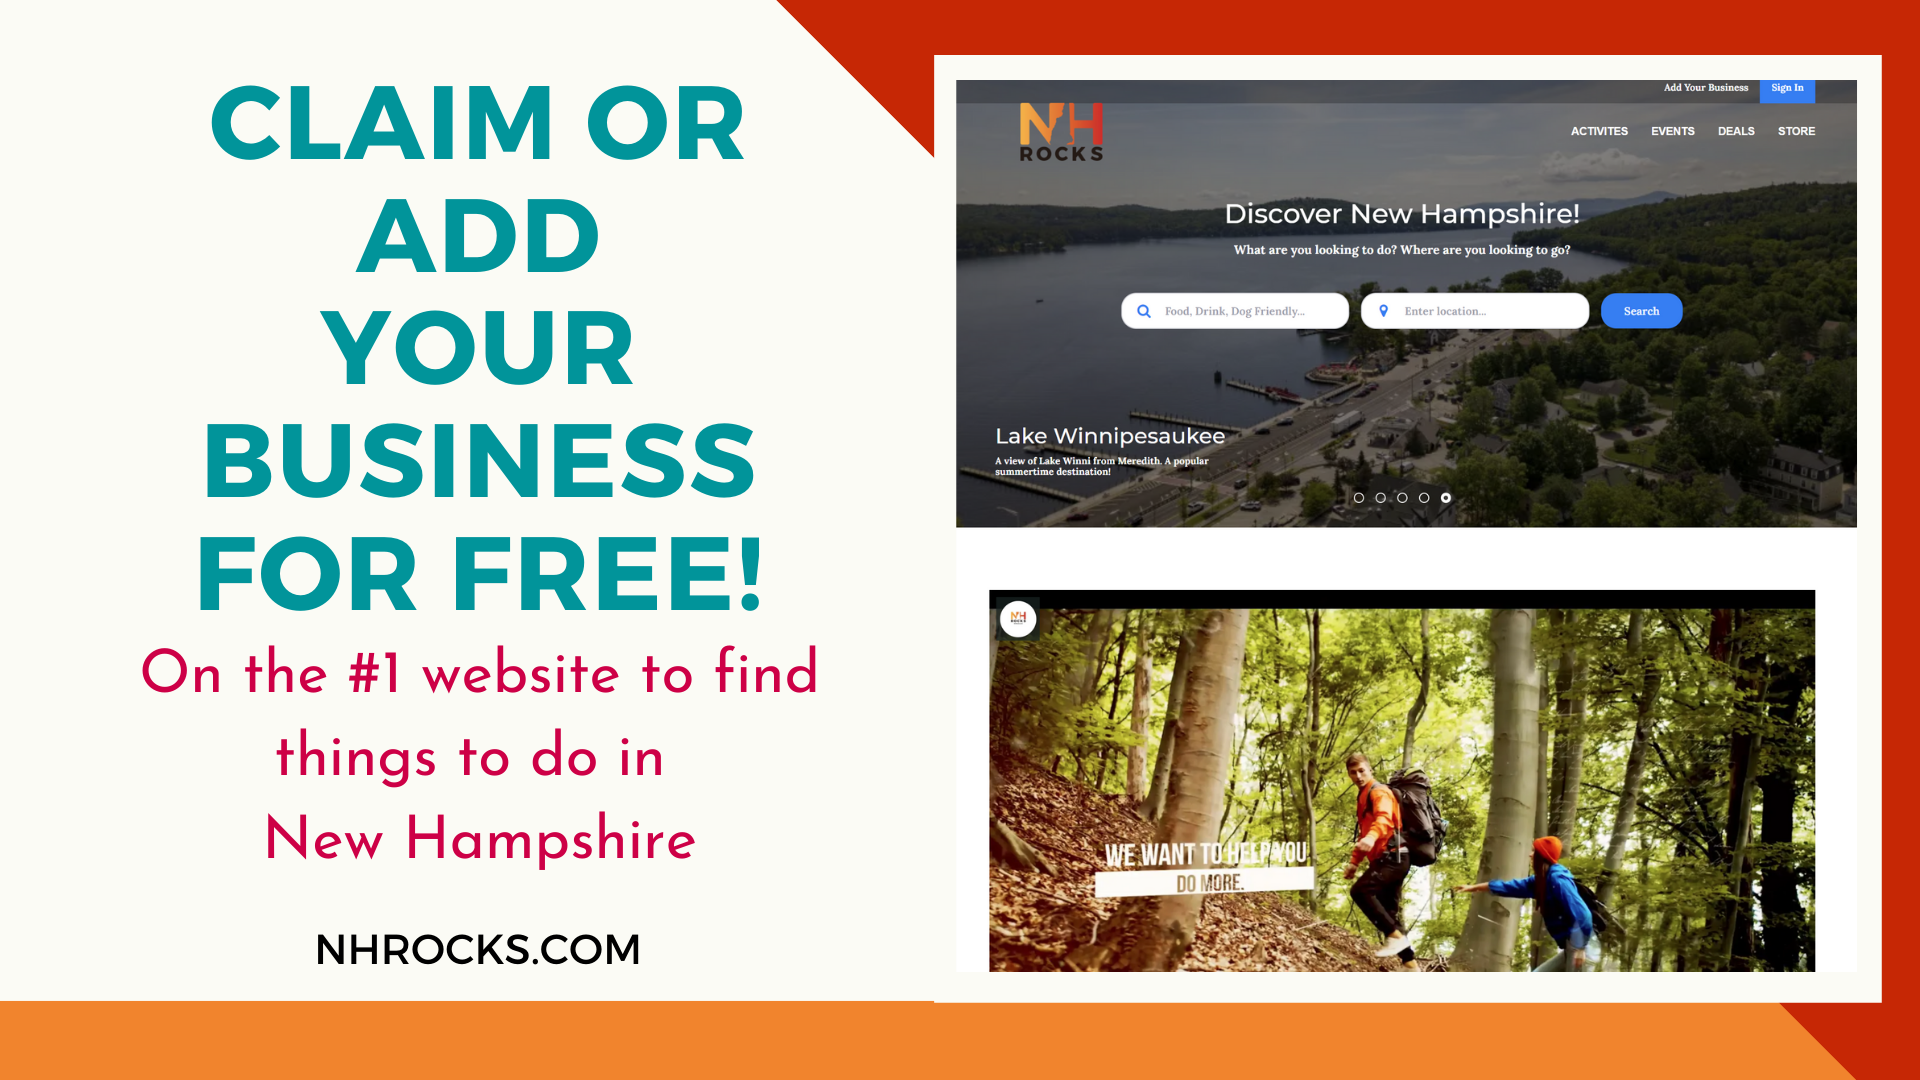 CLAIM OR
ADD
YOUR
BUSINESS
FOR FREE!
On the #1 website to find
things to do in
New Hampshire
NHROCKS.COM
Add Your Business
Sign In
NH
ROCKS
ACTIVITES
EVENTS
DEALS
STORE
Discover New Hampshire!
What are you looking to do? Where are you looking to go?
Food, Drink, Dog Friendly...
Enter location...
Search
Lake Winnipesaukee
A view of Lake Winni from Meredith. A popular
summertime destination!
NH
ROCKS
WE WANT TO HELP YOU
DO MORE.